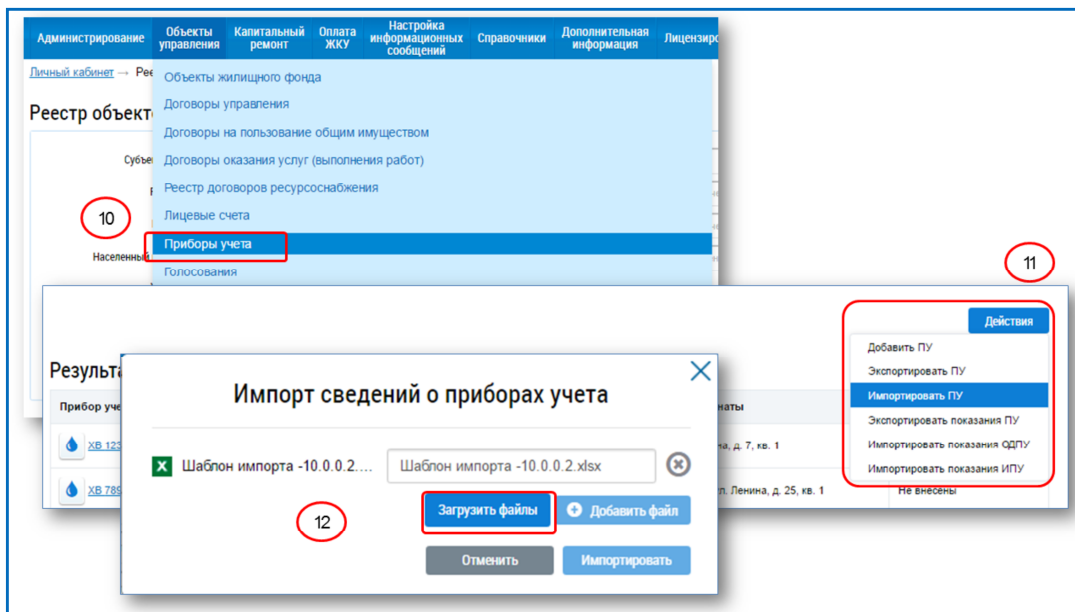 Администрирование
Объекты управления
Капитальный ремонт
Оплата ЖКУ
Настройка информационных сообщений
Справочники
Дополнительная информация
Лицензиро
Личный кабинет → Рее
Реестр объекто
Субъе
Населенный
Объекты жилищного фонда
Договоры управления
Договоры на пользование общим имуществом
Договоры оказания услуг (выполнения работ)
Реестр договоров ресурсоснабжения
Лицевые счета
10
Приборы учета
Голосования
11
Действия
Добавить ПУ
Экспортировать ПУ
Импортировать ПУ
Экспортировать показания ПУ
Импортировать показания ОДПУ
Импортировать показания ИПУ
Результа
Прибор уче
наты
ХВ 123
на, д. 7, кв. 1
ХВ 789
л. Ленина, д. 25, кв. 1
Не внесены
Импорт сведений о приборах учета
Шаблон импорта -10.0.0.2....
Шаблон импорта -10.0.0.2.xlsx
12
Загрузить файлы
Добавить файл
Отменить
Импортировать